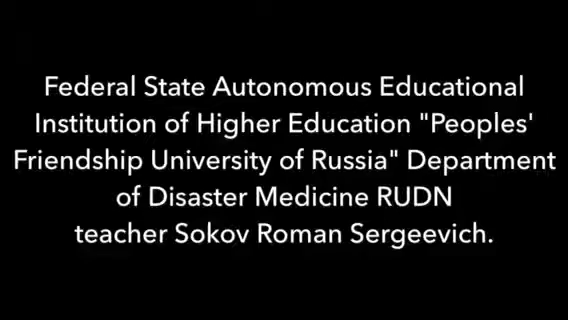 Federal State Autonomous Educational
Institution of Higher Education "Peoples'
Friendship University of Russia" Department
of Disaster Medicine RUDN
teacher Sokov Roman Sergeevich.